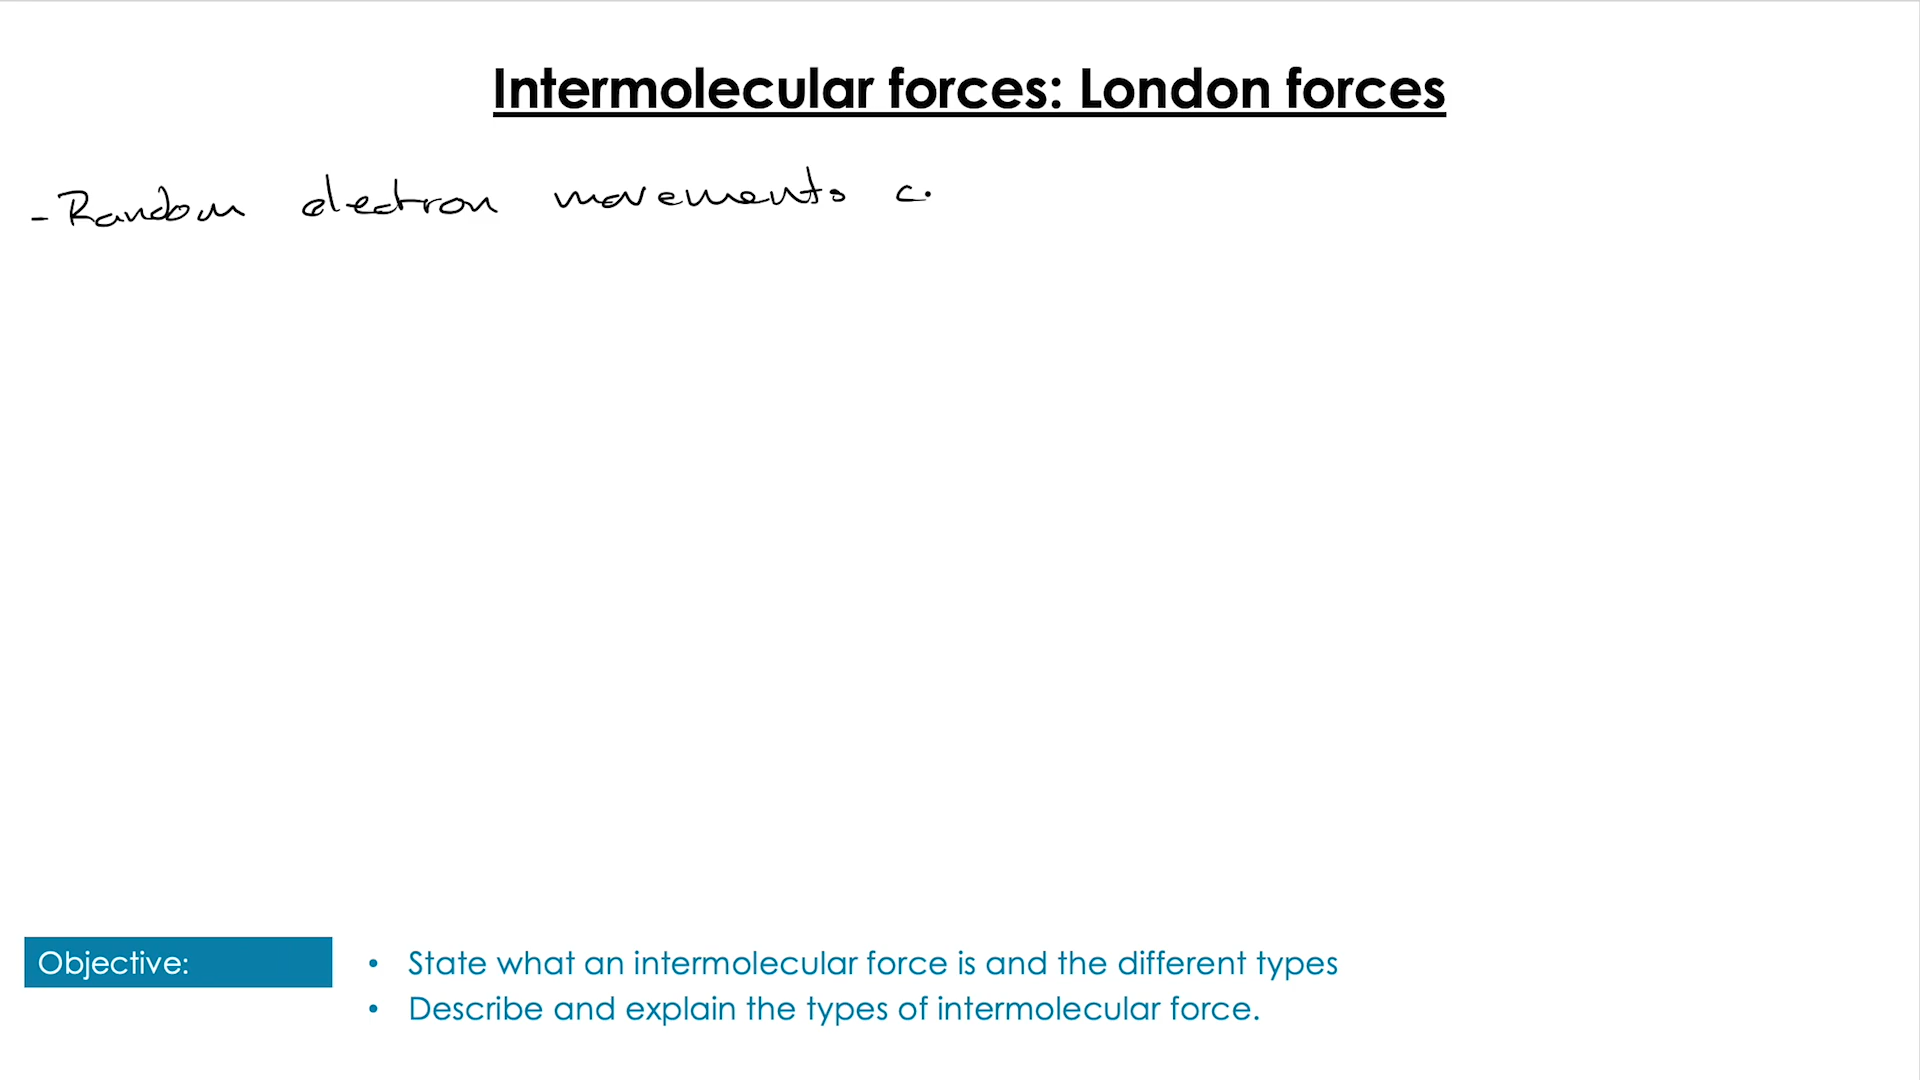 Intermolecular forces: London forces
- Random electron movements c
Objective:
• State what an intermolecular force is and the different types
• Describe and explain the types of intermolecular force.